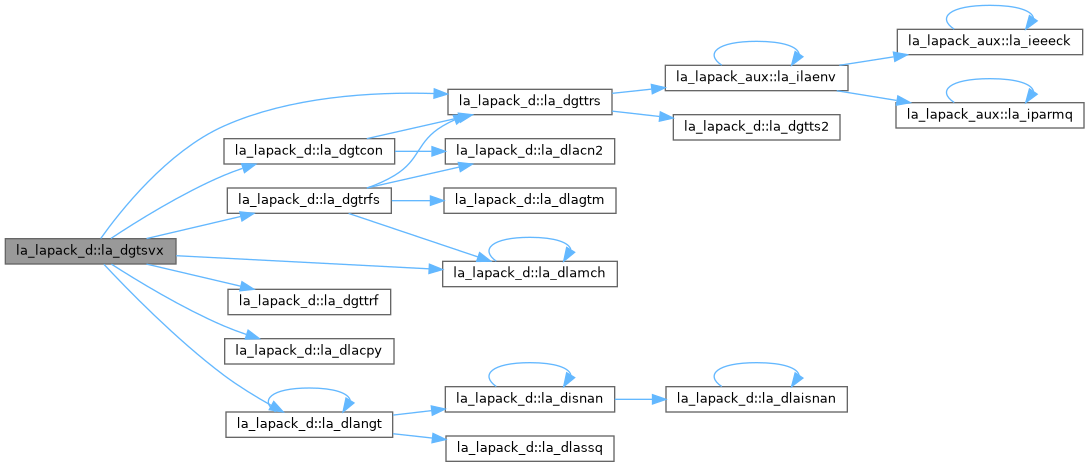 la_lapack_aux::la_ieeeck
la_lapack_aux::la_ilaenv
la_lapack_d::la_dgttrs
la_lapack_aux::la_iparmq
la_lapack_d::la_dgtts2
la_lapack_d::la_dgtcon
la_lapack_d::la_dlacn2
la_lapack_d::la_dgtrfs
la_lapack_d::la_dlagtm
la_lapack_d::la_dgtsvx
la_lapack_d::la_dlamch
la_lapack_d::la_dgttrf
la_lapack_d::la_dlacpy
la_lapack_d::la_disnan
la_lapack_d::la_dlaisnan
la_lapack_d::la_dlangt
la_lapack_d::la_dlassq